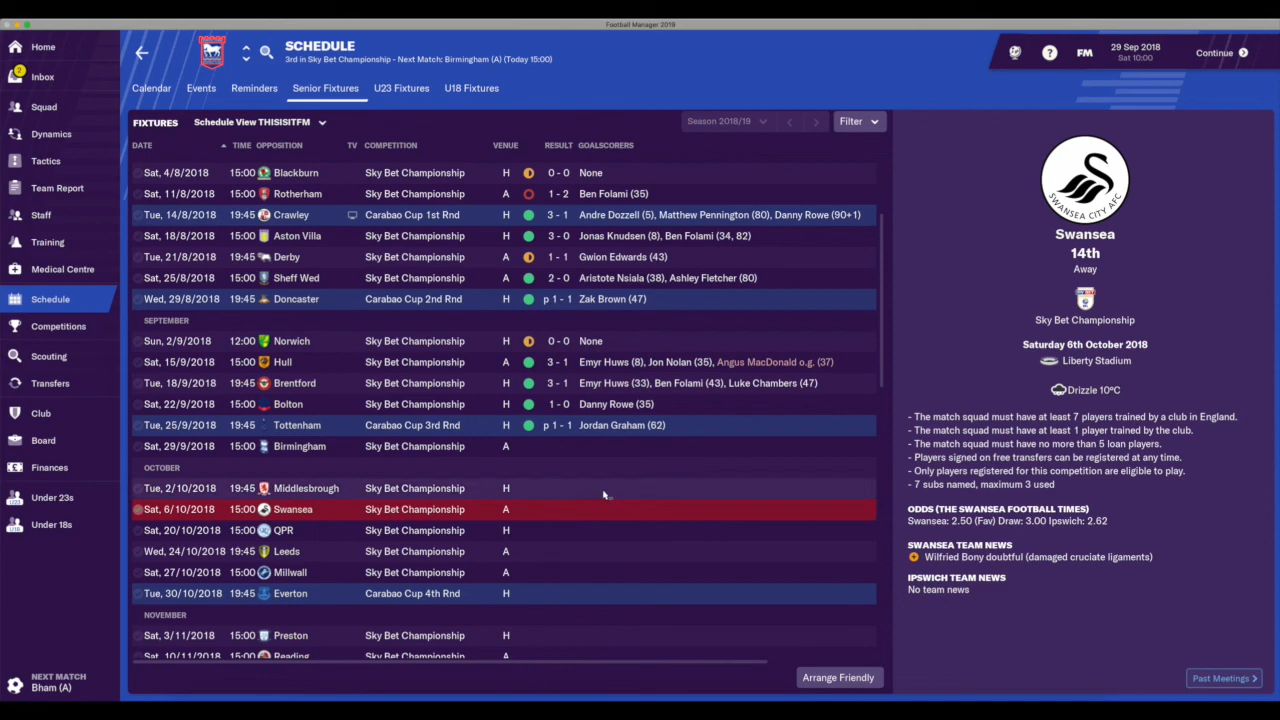 Football Manager 2019
Home
2
Inbox
Squad
Dynamics
Tactics
Team Report
Staff
Training
Medical Centre
Schedule
Competitions
Scouting
Transfers
Club
Board
Finances
Under 23s
Under 18s
NEXT MATCH
Bham (A)
SCHEDULE
3rd in Sky Bet Championship - Next Match: Birmingham (A) (Today 15:00)
? FM 29 Sep 2018 Continue
Sat 10:00
Calendar Events Reminders Senior Fixtures U23 Fixtures U18 Fixtures
FIXTURES Schedule View THISISITFM Season 2018/19 Filter
DATE TIME OPPOSITION TV COMPETITION VENUE RESULT GOALSCORERS
Sat, 4/8/2018 15:00 Blackburn Sky Bet Championship H 0 - 0 None
Sat, 11/8/2018 15:00 Rotherham Sky Bet Championship A 1 - 2 Ben Folami (35)
Tue, 14/8/2018 19:45 Crawley Carabao Cup 1st Rnd H 3 - 1 Andre Dozzell (5), Matthew Pennington (80), Danny Rowe (90+1)
Sat, 18/8/2018 15:00 Aston Villa Sky Bet Championship H 3 - 0 Jonas Knudsen (8), Ben Folami (34, 82)
Tue, 21/8/2018 19:45 Derby Sky Bet Championship A 1 - 1 Gwion Edwards (43)
Sat, 25/8/2018 15:00 Sheff Wed Sky Bet Championship A 2 - 0 Aristote Nsiala (38), Ashley Fletcher (80)
Wed, 29/8/2018 19:45 Doncaster Carabao Cup 2nd Rnd H p 1 - 1 Zak Brown (47)
SEPTEMBER
Sun, 2/9/2018 12:00 Norwich Sky Bet Championship H 0 - 0 None
Sat, 15/9/2018 15:00 Hull Sky Bet Championship A 3 - 1 Emyr Huws (8), Jon Nolan (35), Angus MacDonald o.g. (37)
Tue, 18/9/2018 19:45 Brentford Sky Bet Championship H 3 - 1 Emyr Huws (33), Ben Folami (43), Luke Chambers (47)
Sat, 22/9/2018 15:00 Bolton Sky Bet Championship H 1 - 0 Danny Rowe (35)
Tue, 25/9/2018 19:45 Tottenham Carabao Cup 3rd Rnd H p 1 - 1 Jordan Graham (62)
Sat, 29/9/2018 15:00 Birmingham Sky Bet Championship A
OCTOBER
Tue, 2/10/2018 19:45 Middlesbrough Sky Bet Championship H
Sat, 6/10/2018 15:00 Swansea Sky Bet Championship A
Sat, 20/10/2018 15:00 QPR Sky Bet Championship H
Wed, 24/10/2018 19:45 Leeds Sky Bet Championship A
Sat, 27/10/2018 15:00 Millwall Sky Bet Championship A
Tue, 30/10/2018 19:45 Everton Carabao Cup 4th Rnd H
NOVEMBER
Sat, 3/11/2018 15:00 Preston Sky Bet Championship H
Sat, 10/11/2018 15:00 Reading Sky Bet Championship A
Arrange Friendly
SWANSEA CITY AFC
Swansea
14th
Away
Sky Bet Championship
Saturday 6th October 2018
Liberty Stadium
Drizzle 10°C
- The match squad must have at least 7 players trained by a club in England.
- The match squad must have at least 1 player trained by the club.
- The match squad must have no more than 5 loan players.
- Players signed on free transfers can be registered at any time.
- Only players registered for this competition are eligible to play.
- 7 subs named, maximum 3 used
ODDS (THE SWANSEA FOOTBALL TIMES)
Swansea: 2.50 (Fav) Draw: 3.00 Ipswich: 2.62
SWANSEA TEAM NEWS
Wilfried Bony doubtful (damaged cruciate ligaments)
IPSWICH TEAM NEWS
No team news
Past Meetings